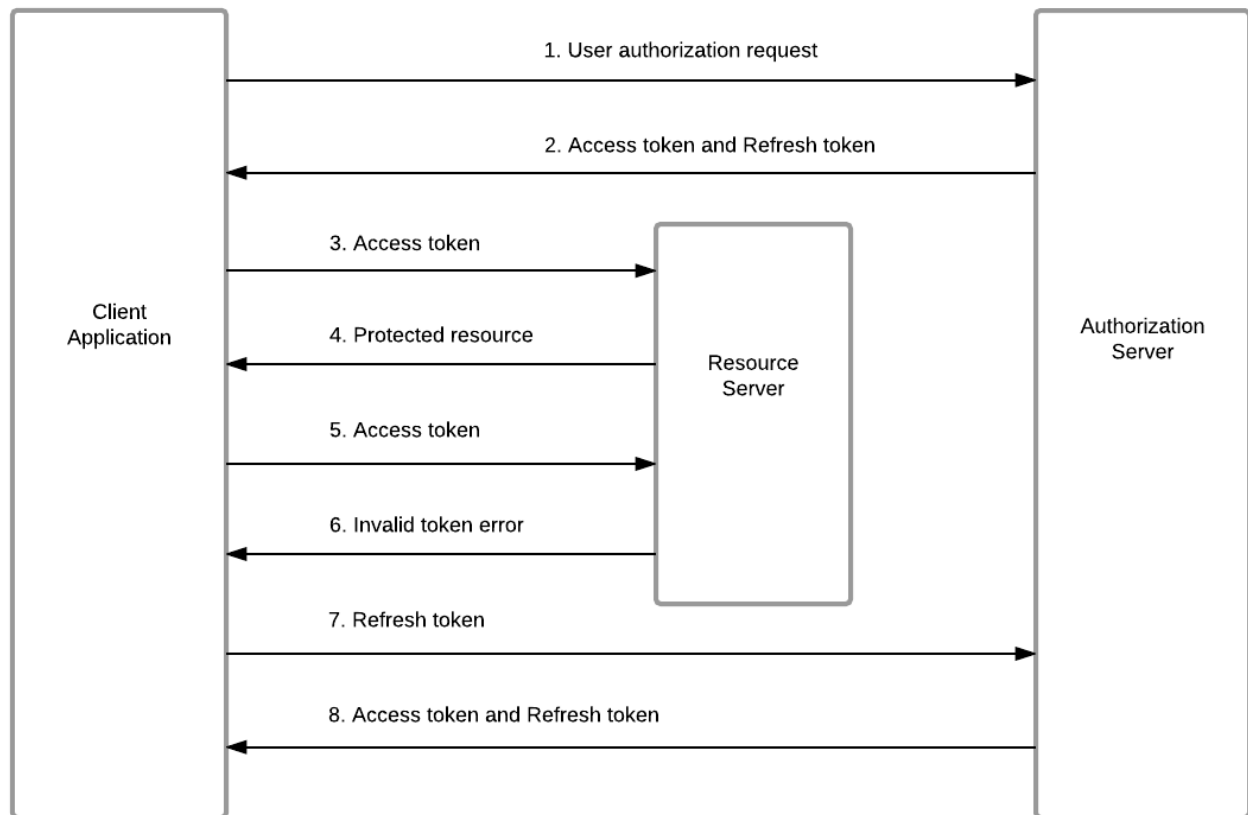 1. User authorization request
2. Access token and Refresh token
3. Access token
Client
Application
4. Protected resource
Resource
Server
Authorization
Server
5. Access token
6. Invalid token error
7. Refresh token
8. Access token and Refresh token